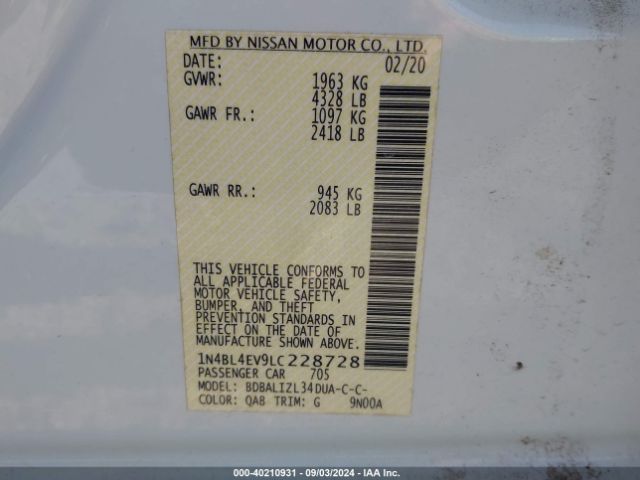 MFD BY NISSAN MOTOR CO., LTD.
DATE: 02/20
GVWR: 1963 KG
4328 LB
GAWR FR.: 1097 KG
2418 LB
GAWR RR.: 945 KG
2083 LB
THIS VEHICLE CONFORMS TO
ALL APPLICABLE FEDERAL
MOTOR VEHICLE SAFETY,
BUMPER, AND THEFT
PREVENTION STANDARDS IN
EFFECT ON THE DATE OF
MANUFACTURE SHOWN ABOVE.
1N4BL4EV9LC228728
PASSENGER CAR 705
MODEL: BDBALIZL34DUA-C-C-
COLOR: QAB TRIM: G 9N00A
000-40210931 - 09/03/2024 - IAA Inc.